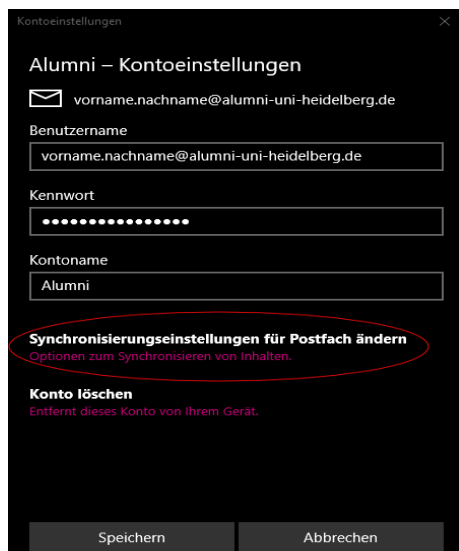 Kontoeinstellungen
Alumni – Kontoeinstellungen
vorname.nachname@alumni-uni-heidelberg.de
Benutzername
vorname.nachname@alumni-uni-heidelberg.de
Kennwort
••••••••••••••••
Kontoname
Alumni
Synchronisierungseinstellungen für Postfach ändern
Optionen zum Synchronisieren von Inhalten.
Konto löschen
Entfernt dieses Konto von Ihrem Gerät.
Speichern Abbrechen